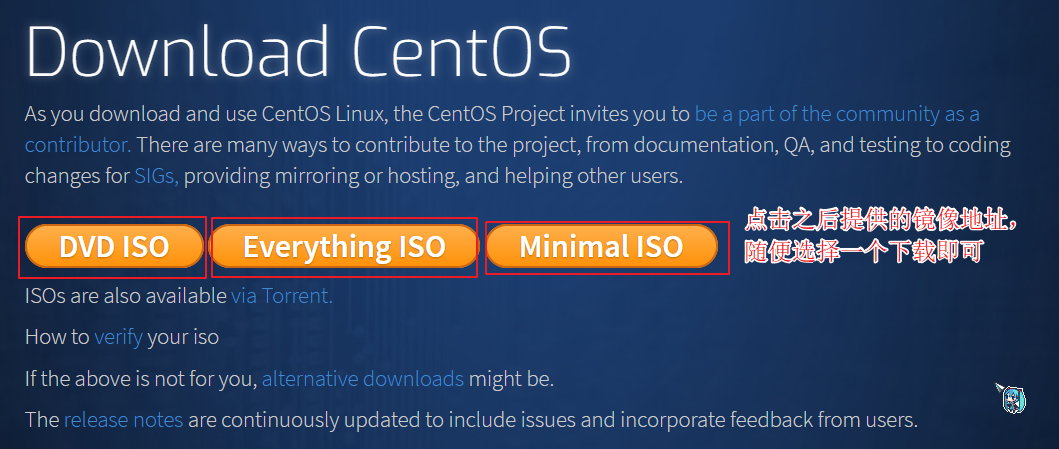 Download CentOS
As you download and use CentOS Linux, the CentOS Project invites you to be a part of the community as a
contributor. There are many ways to contribute to the project, from documentation, QA, and testing to coding
changes for SIGs, providing mirroring or hosting, and helping other users.
DVD ISO Everything ISO Minimal ISO
点击之后提供的镜像地址，
随便选择一个下载即可
ISOs are also available via Torrent.
How to verify your iso
If the above is not for you, alternative downloads might be.
The release notes are continuously updated to include issues and incorporate feedback from users.